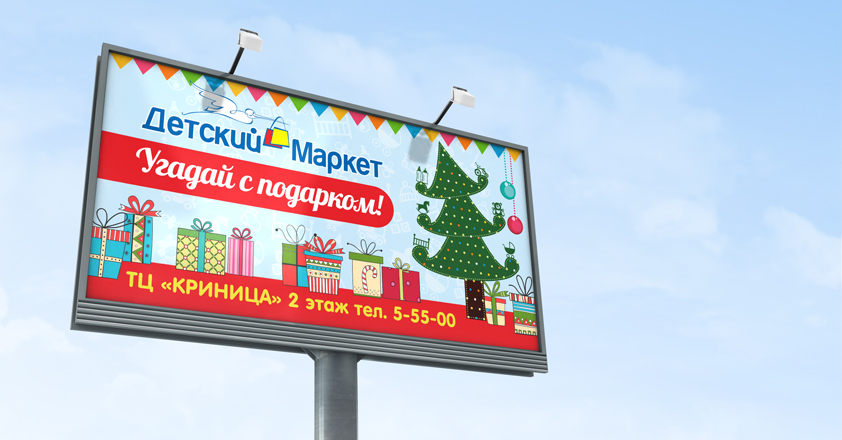 Детский Маркет
Угадай с подарком!
ТЦ «КРИНИЦА» 2 этаж тел. 5-55-00